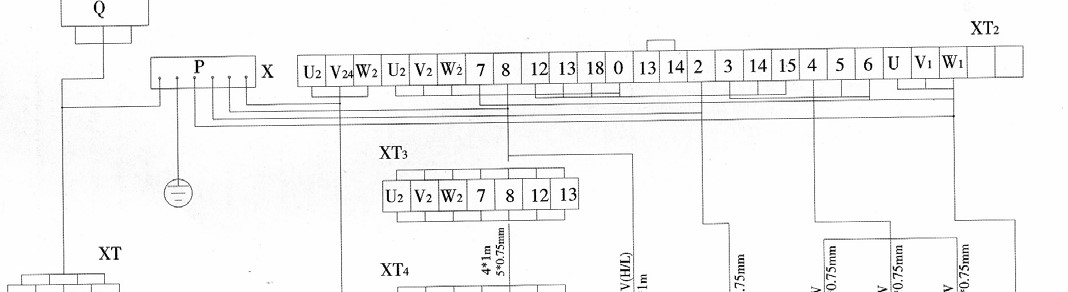 Q
XT2
P X
U2 V24 W2 U2 V2 W2 7 8 12 13 18 0 13 14 2 3 14 15 4 5 6 U V1 W1
XT3
U2 V2 W2 7 8 12 13
XT
XT4
4*1m
5*0.75mm
V(H/L)
1m
.75mm
*0.75mm
*0.75mm
*0.75mm